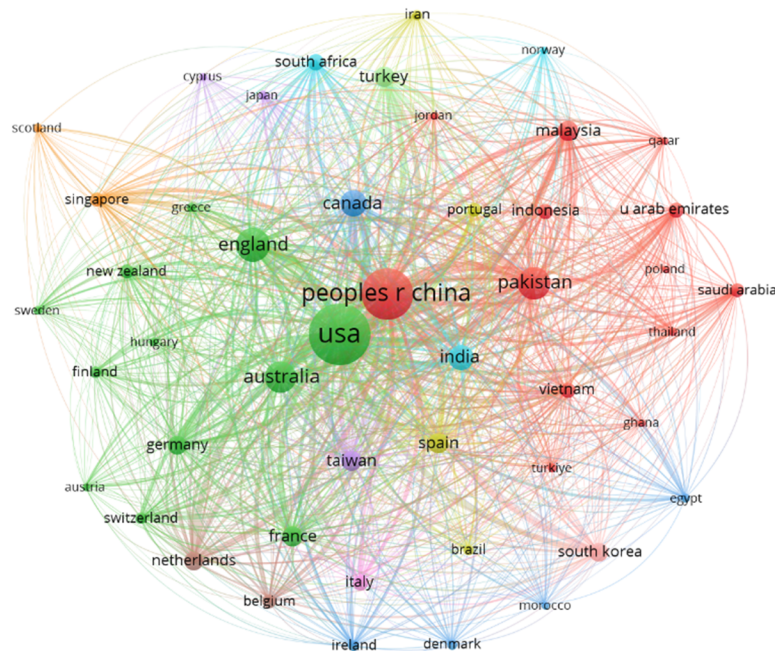 iran
norway
south africa
turkey
cyprus
japan
jordan
scotland
malaysia
qatar
singapore
greece
canada
portugal
indonesia
u arab emirates
england
new zealand
pakistan
poland
peoples r china
saudi arabia
sweden
usa
thailand
hungary
india
finland
australia
vietnam
ghana
germany
spain
taiwan
turkiye
austria
egypt
switzerland
france
netherlands
brazil
south korea
italy
belgium
morocco
ireland
denmark